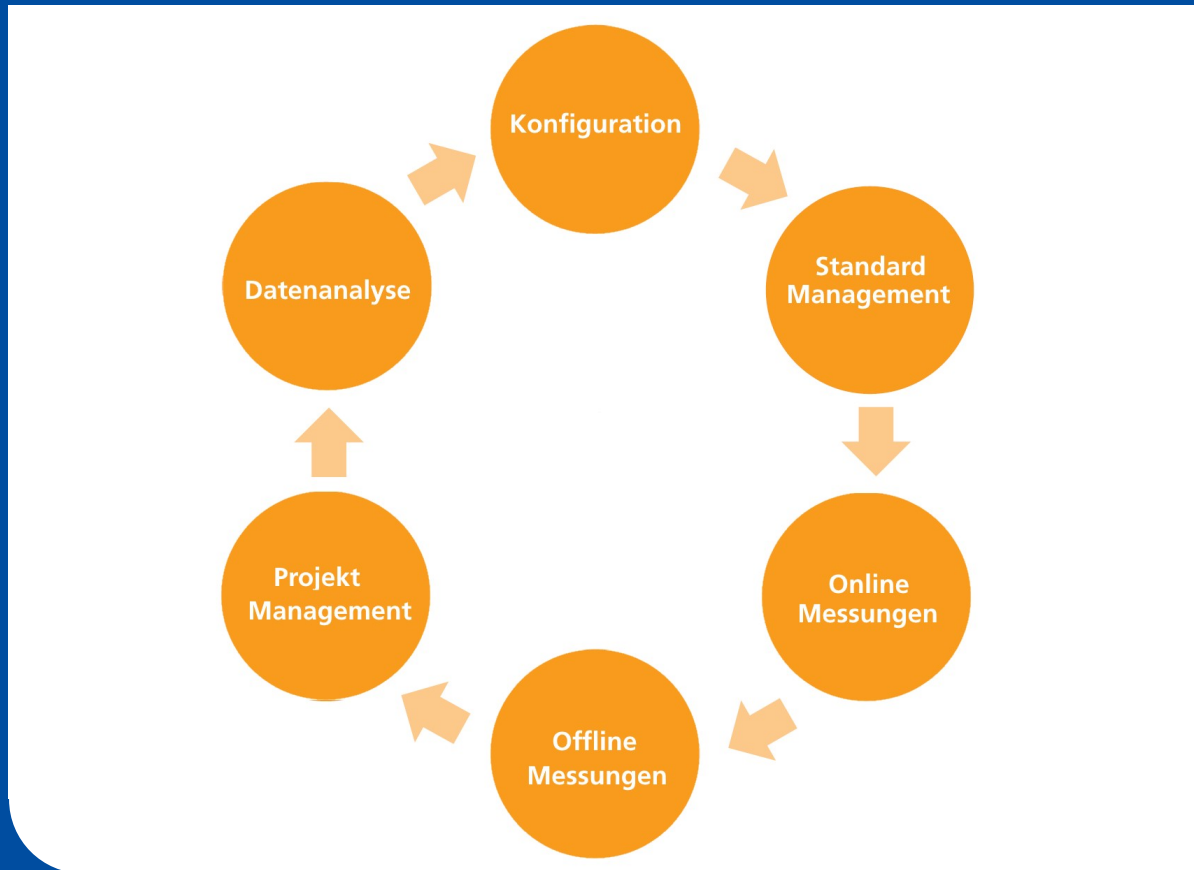 Konfiguration
Standard
Management
Online
Messungen
Offline
Messungen
Projekt
Management
Datenanalyse